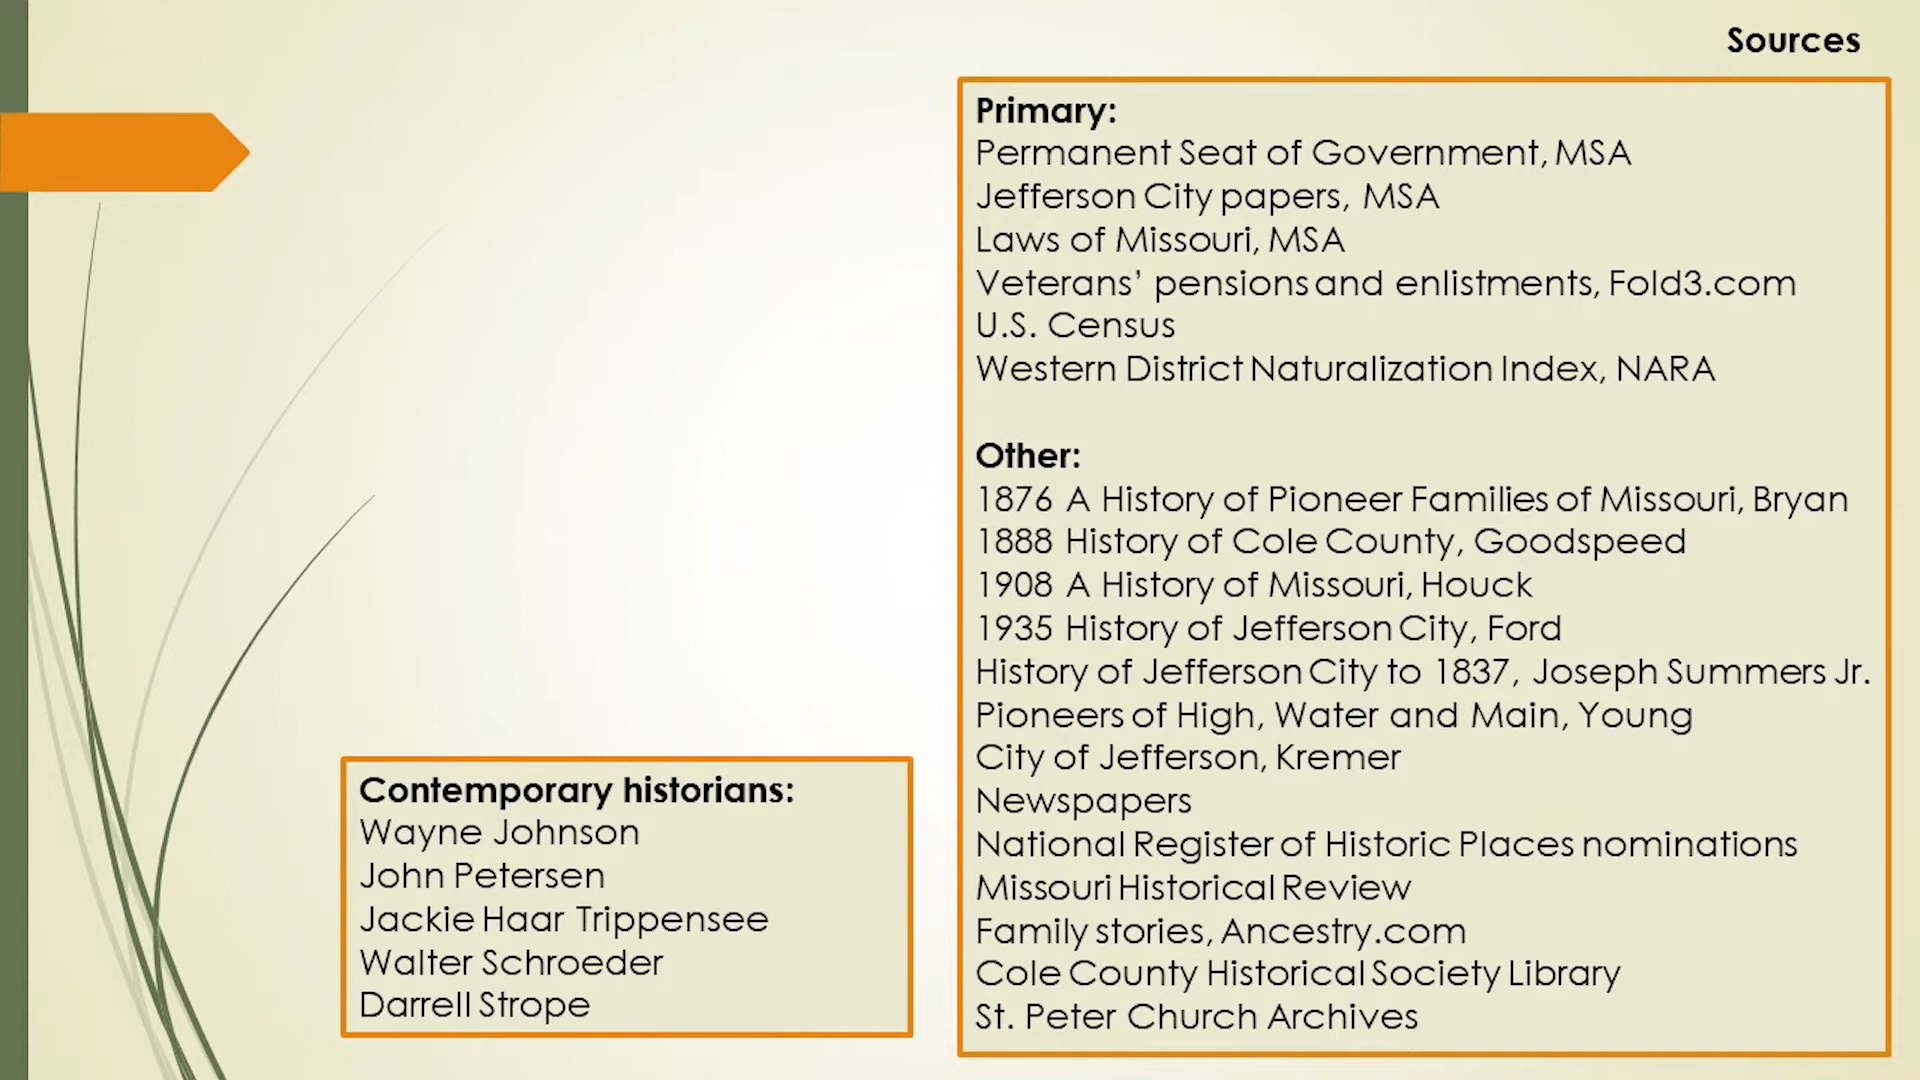 Sources
Primary:
Permanent Seat of Government, MSA
Jefferson City papers, MSA
Laws of Missouri, MSA
Veterans’ pensions and enlistments, Fold3.com
U.S. Census
Western District Naturalization Index, NARA
Other:
1876 A History of Pioneer Families of Missouri, Bryan
1888 History of Cole County, Goodspeed
1908 A History of Missouri, Houck
1935 History of Jefferson City, Ford
History of Jefferson City to 1837, Joseph Summers Jr.
Pioneers of High, Water and Main, Young
City of Jefferson, Kremer
Newspapers
National Register of Historic Places nominations
Missouri Historical Review
Family stories, Ancestry.com
Cole County Historical Society Library
St. Peter Church Archives
Contemporary historians:
Wayne Johnson
John Petersen
Jackie Haar Trippensee
Walter Schroeder
Darrell Strope